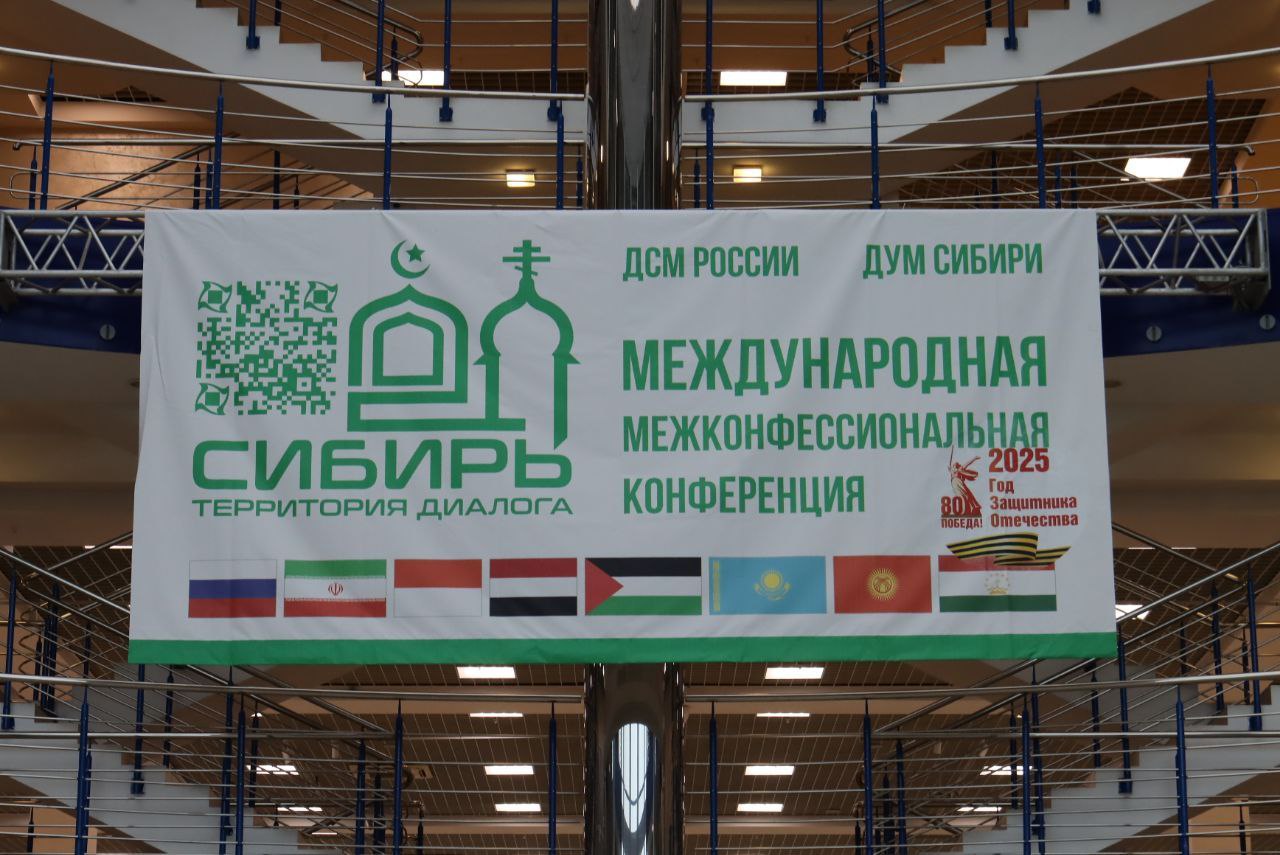 ДСМ РОССИИ ДУМ СИБИРИ
СИБИРЬ
ТЕРРИТОРИЯ ДИАЛОГА
МЕЖДУНАРОДНАЯ
МЕЖКОНФЕССИОНАЛЬНАЯ
КОНФЕРЕНЦИЯ
2025
Год
Защитника
Отечества
80
ПОБЕДА!